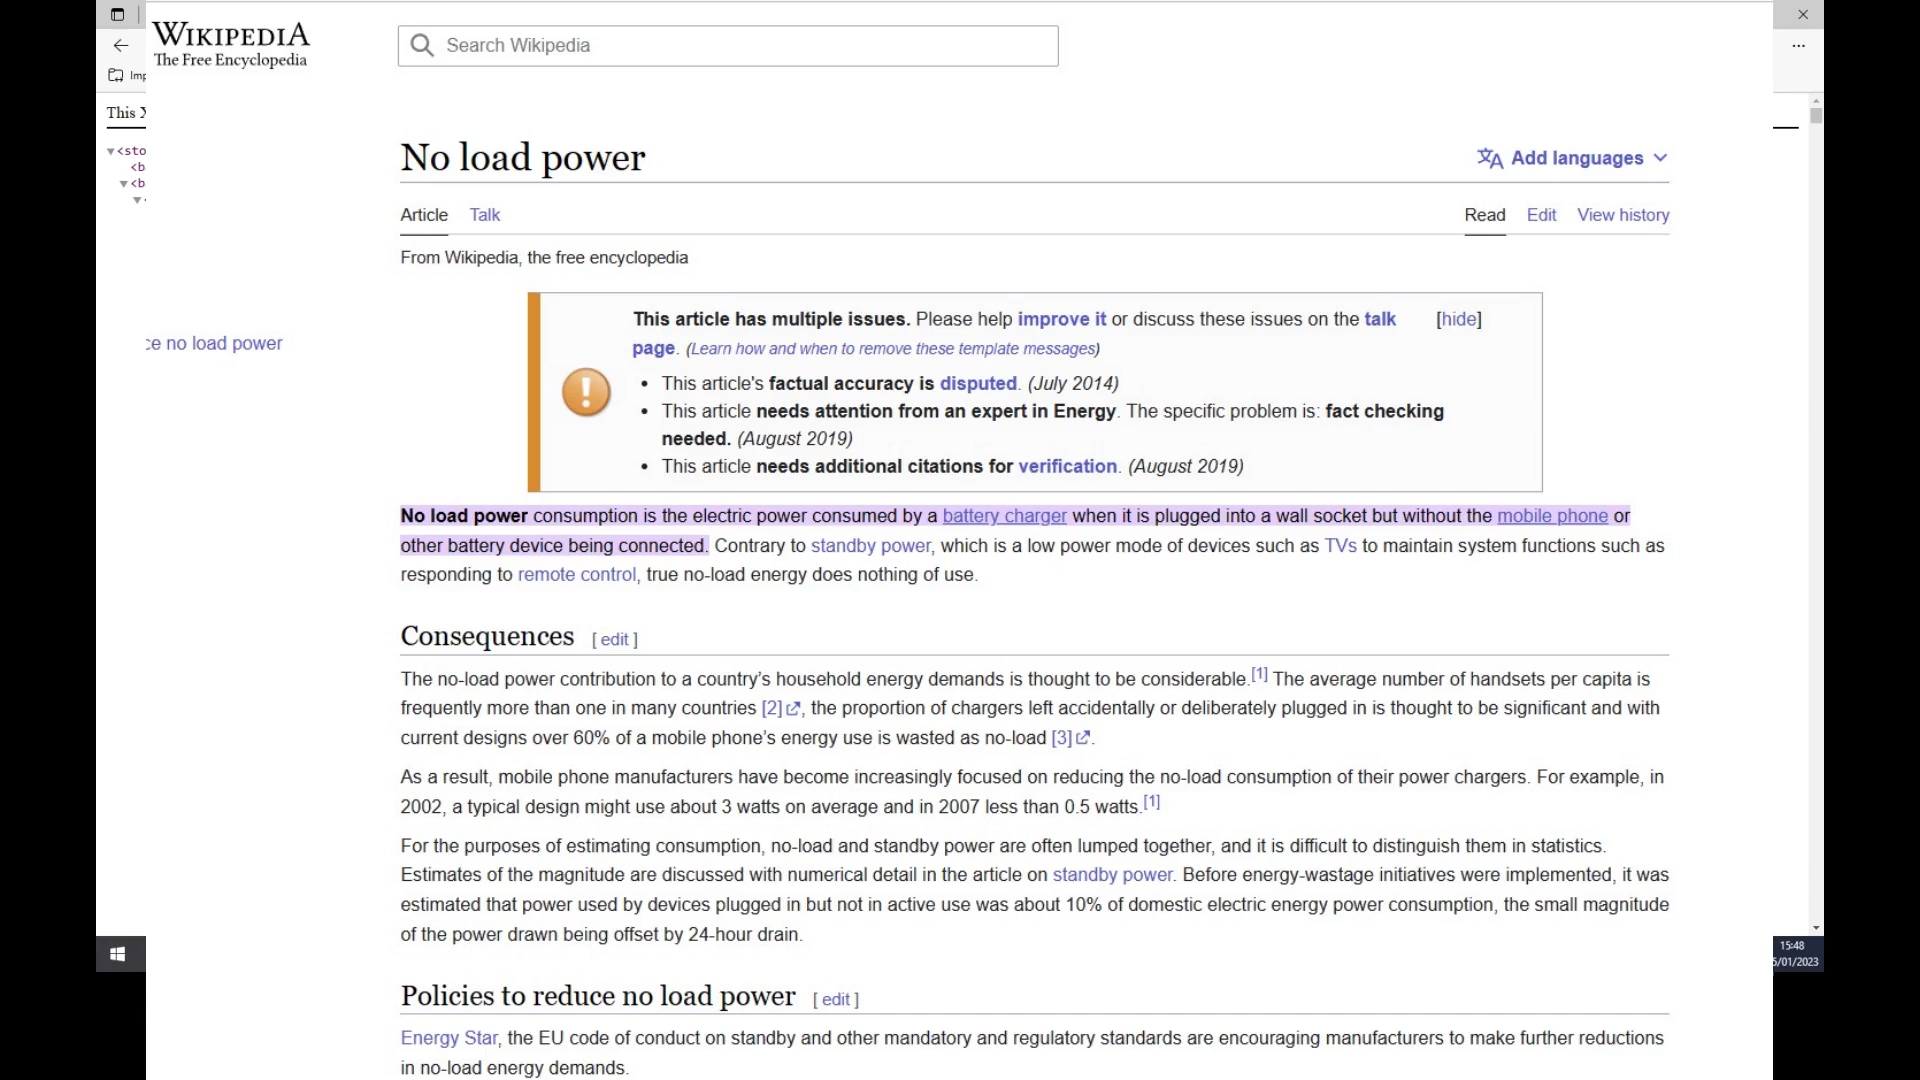 WIKIPEDIA
The Free Encyclopedia
Search Wikipedia
Imp
This
<sto
<b
<b
ce no load power
No load power
Add languages
Article Talk
Read Edit View history
From Wikipedia, the free encyclopedia
This article has multiple issues. Please help improve it or discuss these issues on the talk [hide]
page. (Learn how and when to remove these template messages)
• This article's factual accuracy is disputed. (July 2014)
• This article needs attention from an expert in Energy. The specific problem is: fact checking
needed. (August 2019)
• This article needs additional citations for verification. (August 2019)
No load power consumption is the electric power consumed by a battery charger when it is plugged into a wall socket but without the mobile phone or
other battery device being connected. Contrary to standby power, which is a low power mode of devices such as TVs to maintain system functions such as
responding to remote control, true no-load energy does nothing of use.
Consequences [ edit ]
The no-load power contribution to a country’s household energy demands is thought to be considerable.[1] The average number of handsets per capita is
frequently more than one in many countries [2], the proportion of chargers left accidentally or deliberately plugged in is thought to be significant and with
current designs over 60% of a mobile phone’s energy use is wasted as no-load [3].
As a result, mobile phone manufacturers have become increasingly focused on reducing the no-load consumption of their power chargers. For example, in
2002, a typical design might use about 3 watts on average and in 2007 less than 0.5 watts.[1]
For the purposes of estimating consumption, no-load and standby power are often lumped together, and it is difficult to distinguish them in statistics.
Estimates of the magnitude are discussed with numerical detail in the article on standby power. Before energy-wastage initiatives were implemented, it was
estimated that power used by devices plugged in but not in active use was about 10% of domestic electric energy power consumption, the small magnitude
of the power drawn being offset by 24-hour drain.
Policies to reduce no load power [ edit ]
Energy Star, the EU code of conduct on standby and other mandatory and regulatory standards are encouraging manufacturers to make further reductions
in no-load energy demands.
15:48
5/01/2023